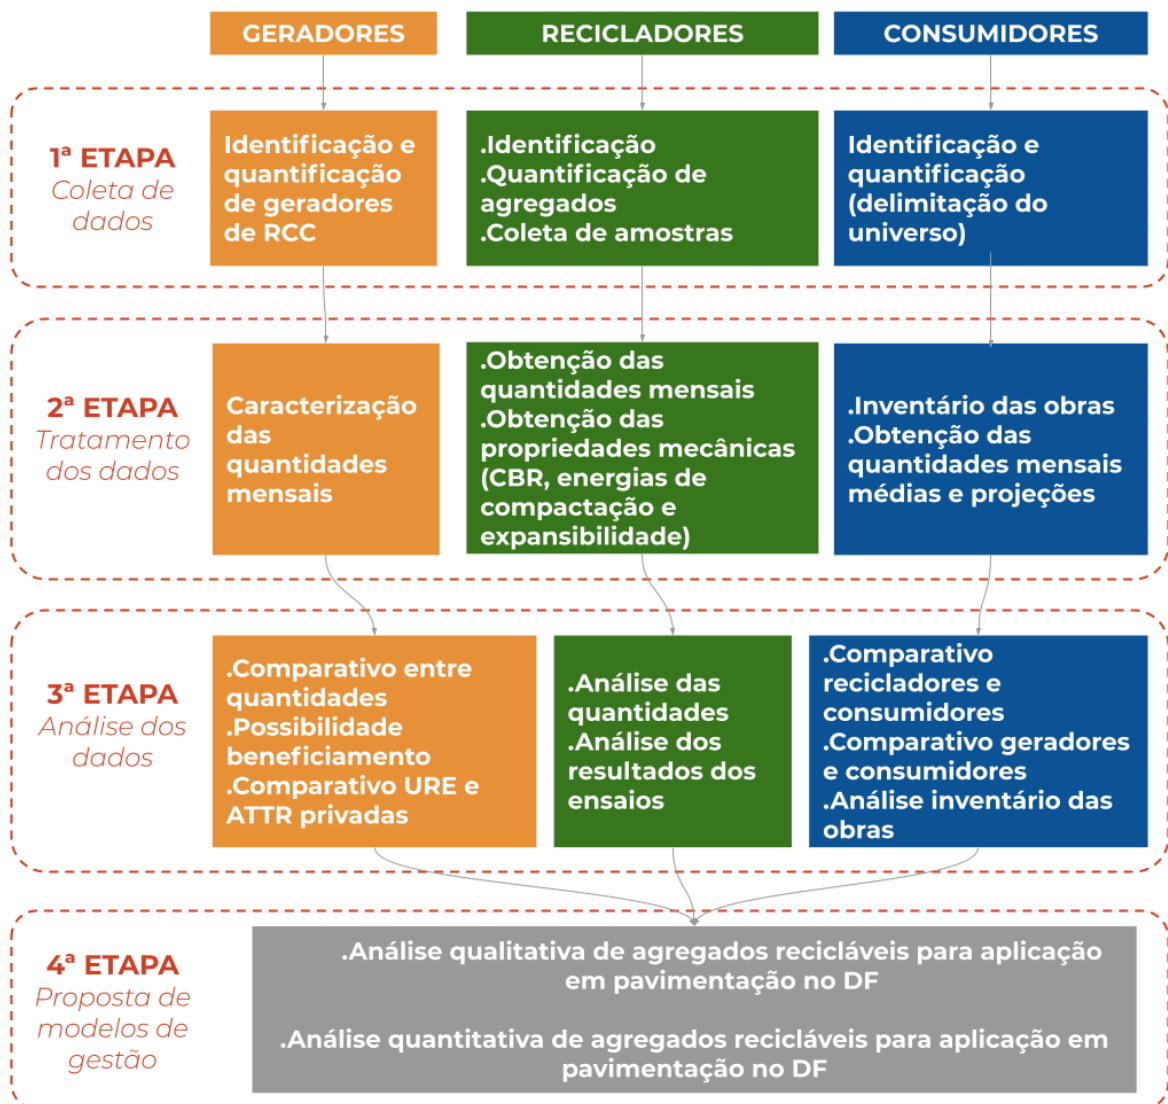 GERADORES
RECICLADORES
CONSUMIDORES
1ª ETAPA
Coleta de
dados
Identificação e
quantificação
de geradores
de RCC
.Identificação
.Quantificação de
agregados
.Coleta de amostras
Identificação e
quantificação
(delimitação do
universo)
2ª ETAPA
Tratamento
dos dados
Caracterização
das
quantidades
mensais
.Obtenção das
quantidades mensais
.Obtenção das
propriedades mecânicas
(CBR, energias de
compactação e
expansibilidade)
.Inventário das obras
.Obtenção das
quantidades mensais
médias e projeções
3ª ETAPA
Análise dos
dados
.Comparativo entre
quantidades
.Possibilidade
beneficiamento
.Comparativo URE e
ATTR privadas
.Análise das
quantidades
.Análise dos
resultados dos
ensaios
.Comparativo
recicladores e
consumidores
.Comparativo geradores
e consumidores
.Análise inventário das
obras
4ª ETAPA
Proposta de
modelos de
gestão
.Análise qualitativa de agregados recicláveis para aplicação
em pavimentação no DF
.Análise quantitativa de agregados recicláveis para aplicação em
pavimentação no DF